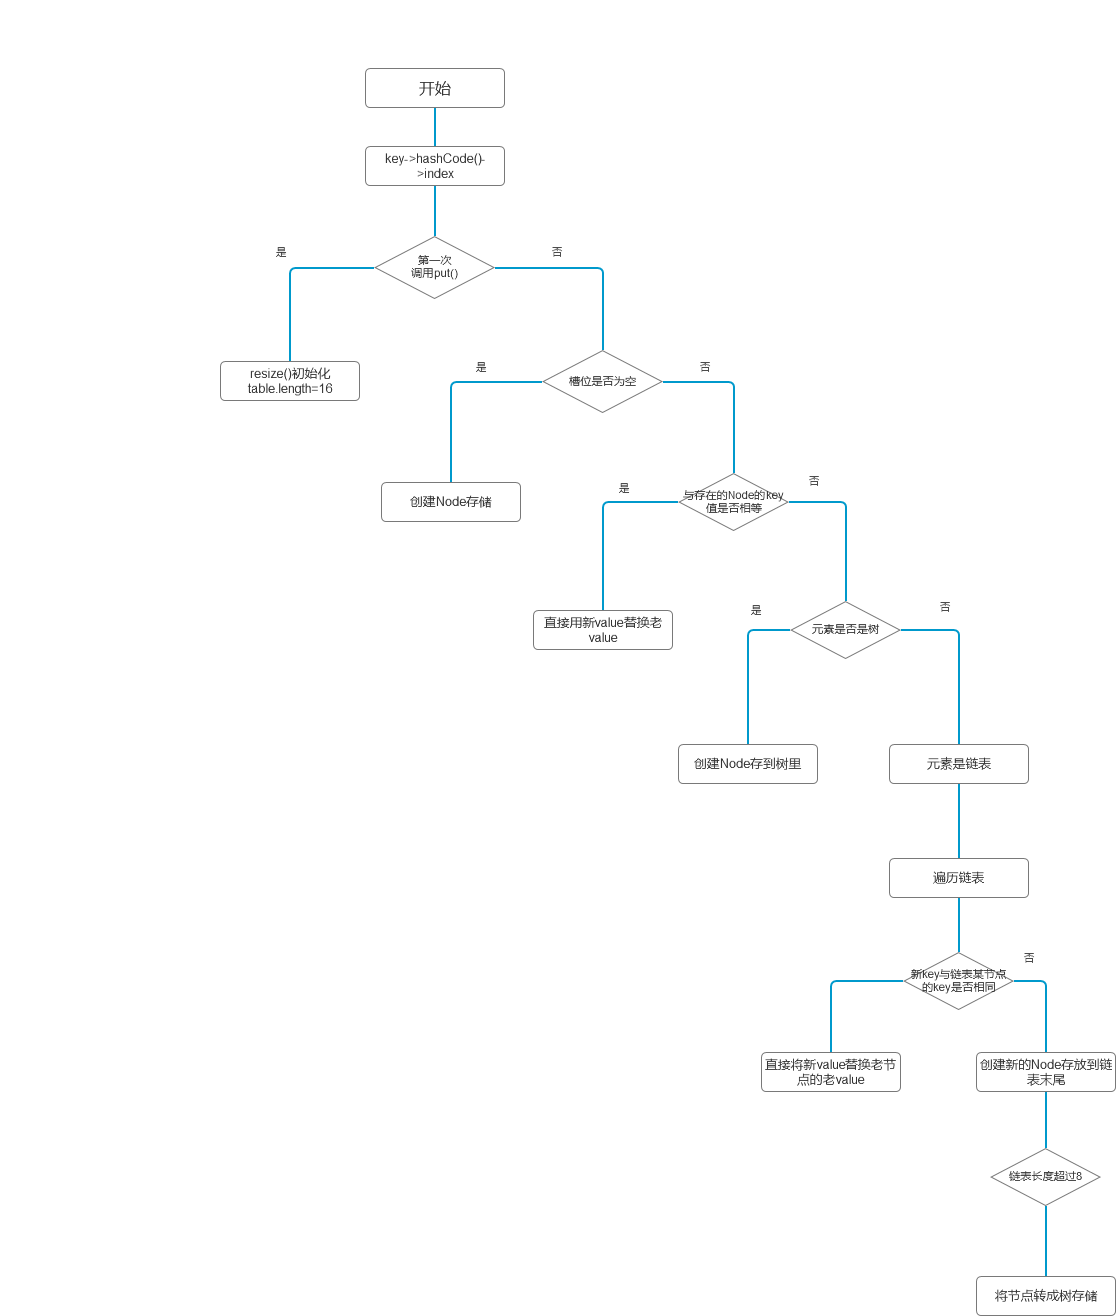 开始
key->hashCode()-
>index
第一次
调用put()
是
否
resize()初始化
table.length=16
槽位是否为空
是
否
创建Node存储
与存在的Node的key
值是否相等
是
否
直接用新value替换老
value
元素是否是树
是
否
创建Node存到树里
元素是链表
遍历链表
新key与链表某节点
的key是否相同
否
直接将新value替换老节
点的老value
创建新的Node存放到链
表末尾
链表长度超过8
将节点转成树存储